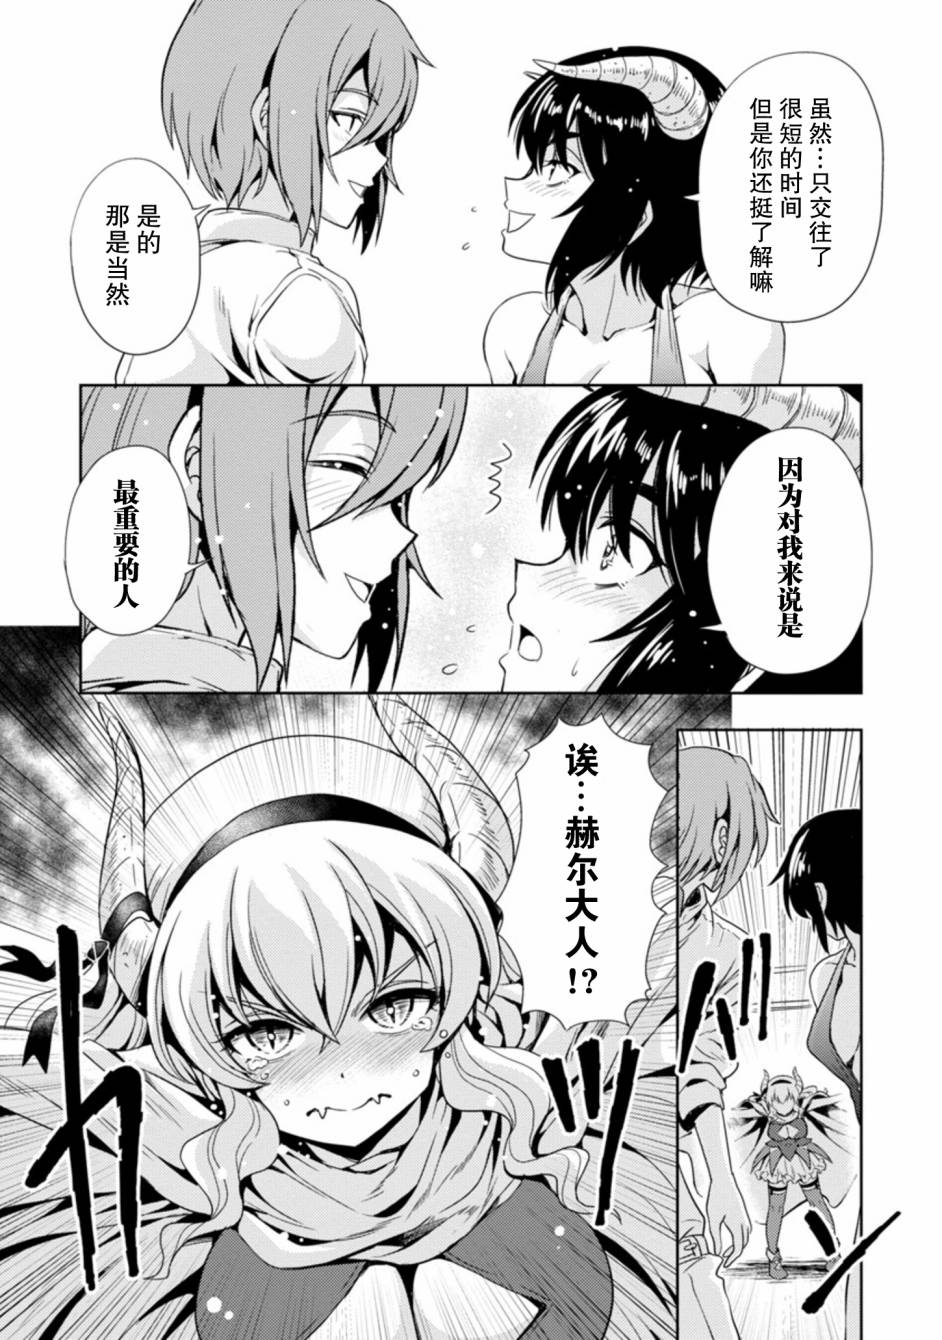 虽然…只交往了
很短的时间
但是你还挺了解嘛
是的
那是当然
因为对我来说是
最重要的人
诶…赫尔大人!?